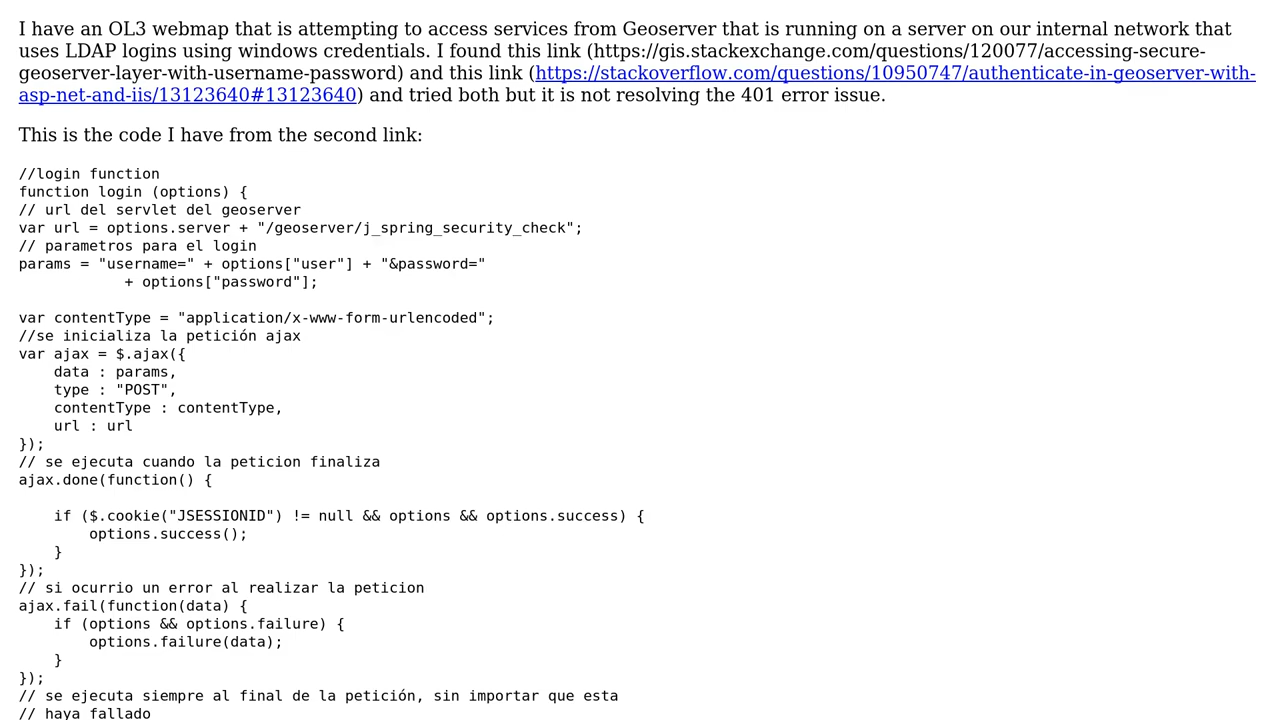 I have an OL3 webmap that is attempting to access services from Geoserver that is running on a server on our internal network that
uses LDAP logins using windows credentials. I found this link (https://gis.stackexchange.com/questions/120077/accessing-secure-
geoserver-layer-with-username-password) and this link (https://stackoverflow.com/questions/10950747/authenticate-in-geoserver-with-
asp-net-and-iis/13123640#13123640) and tried both but it is not resolving the 401 error issue.
This is the code I have from the second link:
//login function
function login (options) {
// url del servlet del geoserver
var url = options.server + "/geoserver/j_spring_security_check";
// parametros para el login
params = "username=" + options["user"] + "&password="
            + options["password"];
var contentType = "application/x-www-form-urlencoded";
//se inicializa la petición ajax
var ajax = $.ajax({
    data : params,
    type : "POST",
    contentType : contentType,
    url : url
});
// se ejecuta cuando la peticion finaliza
ajax.done(function() {
    if ($.cookie("JSESSIONID") != null && options && options.success) {
        options.success();
    }
});
// si ocurrio un error al realizar la peticion
ajax.fail(function(data) {
    if (options && options.failure) {
        options.failure(data);
    }
});
// se ejecuta siempre al final de la petición, sin importar que esta
// haya fallado